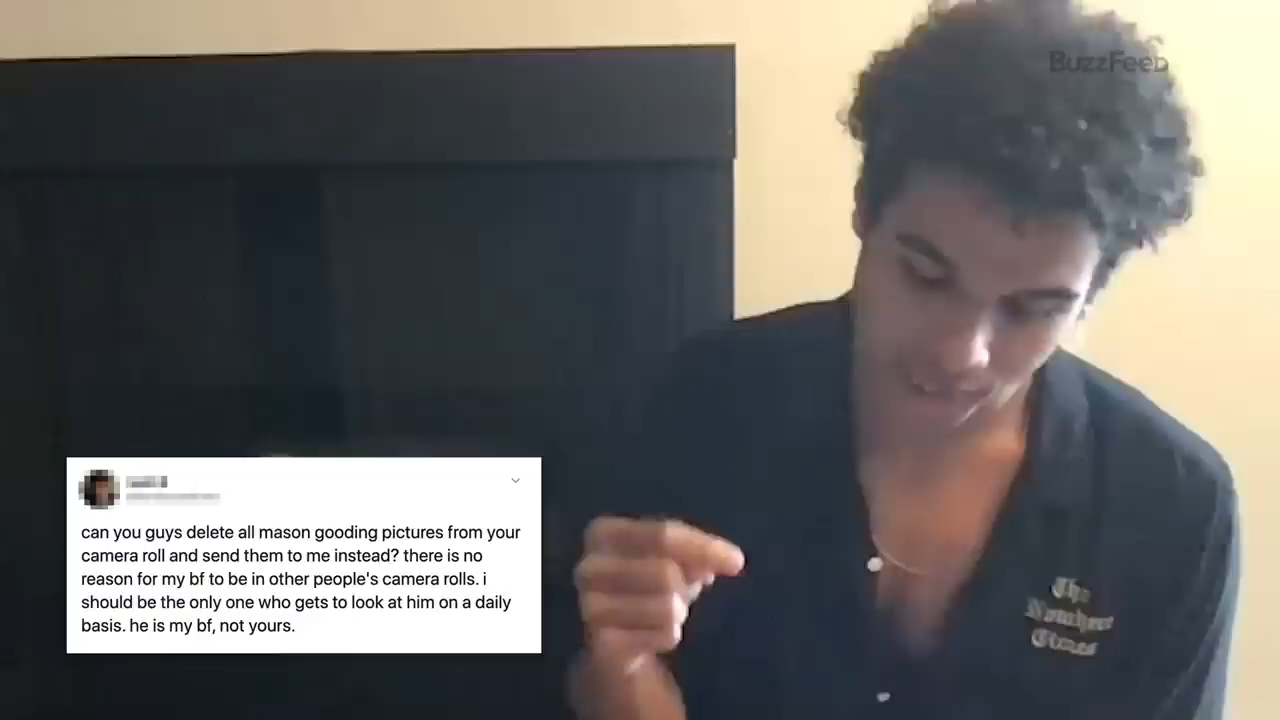 BuzzFeed
can you guys delete all mason gooding pictures from your
camera roll and send them to me instead? there is no
reason for my bf to be in other people's camera rolls. i
should be the only one who gets to look at him on a daily
basis. he is my bf, not yours.
The
Times